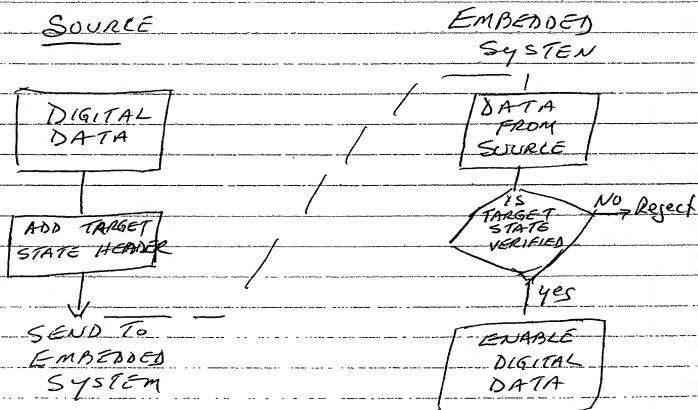 SOURCE
DIGITAL
DATA
ADD TARGET
STATE HEADER
SEND TO
EMBEDDED
SYSTEM
EMBEDDED
SYSTEN
DATA
FROM
SOURCE
IS
TARGET
STATE
VERIFIED
NO
Reject
yes
ENABLE
DIGITAL
DATA